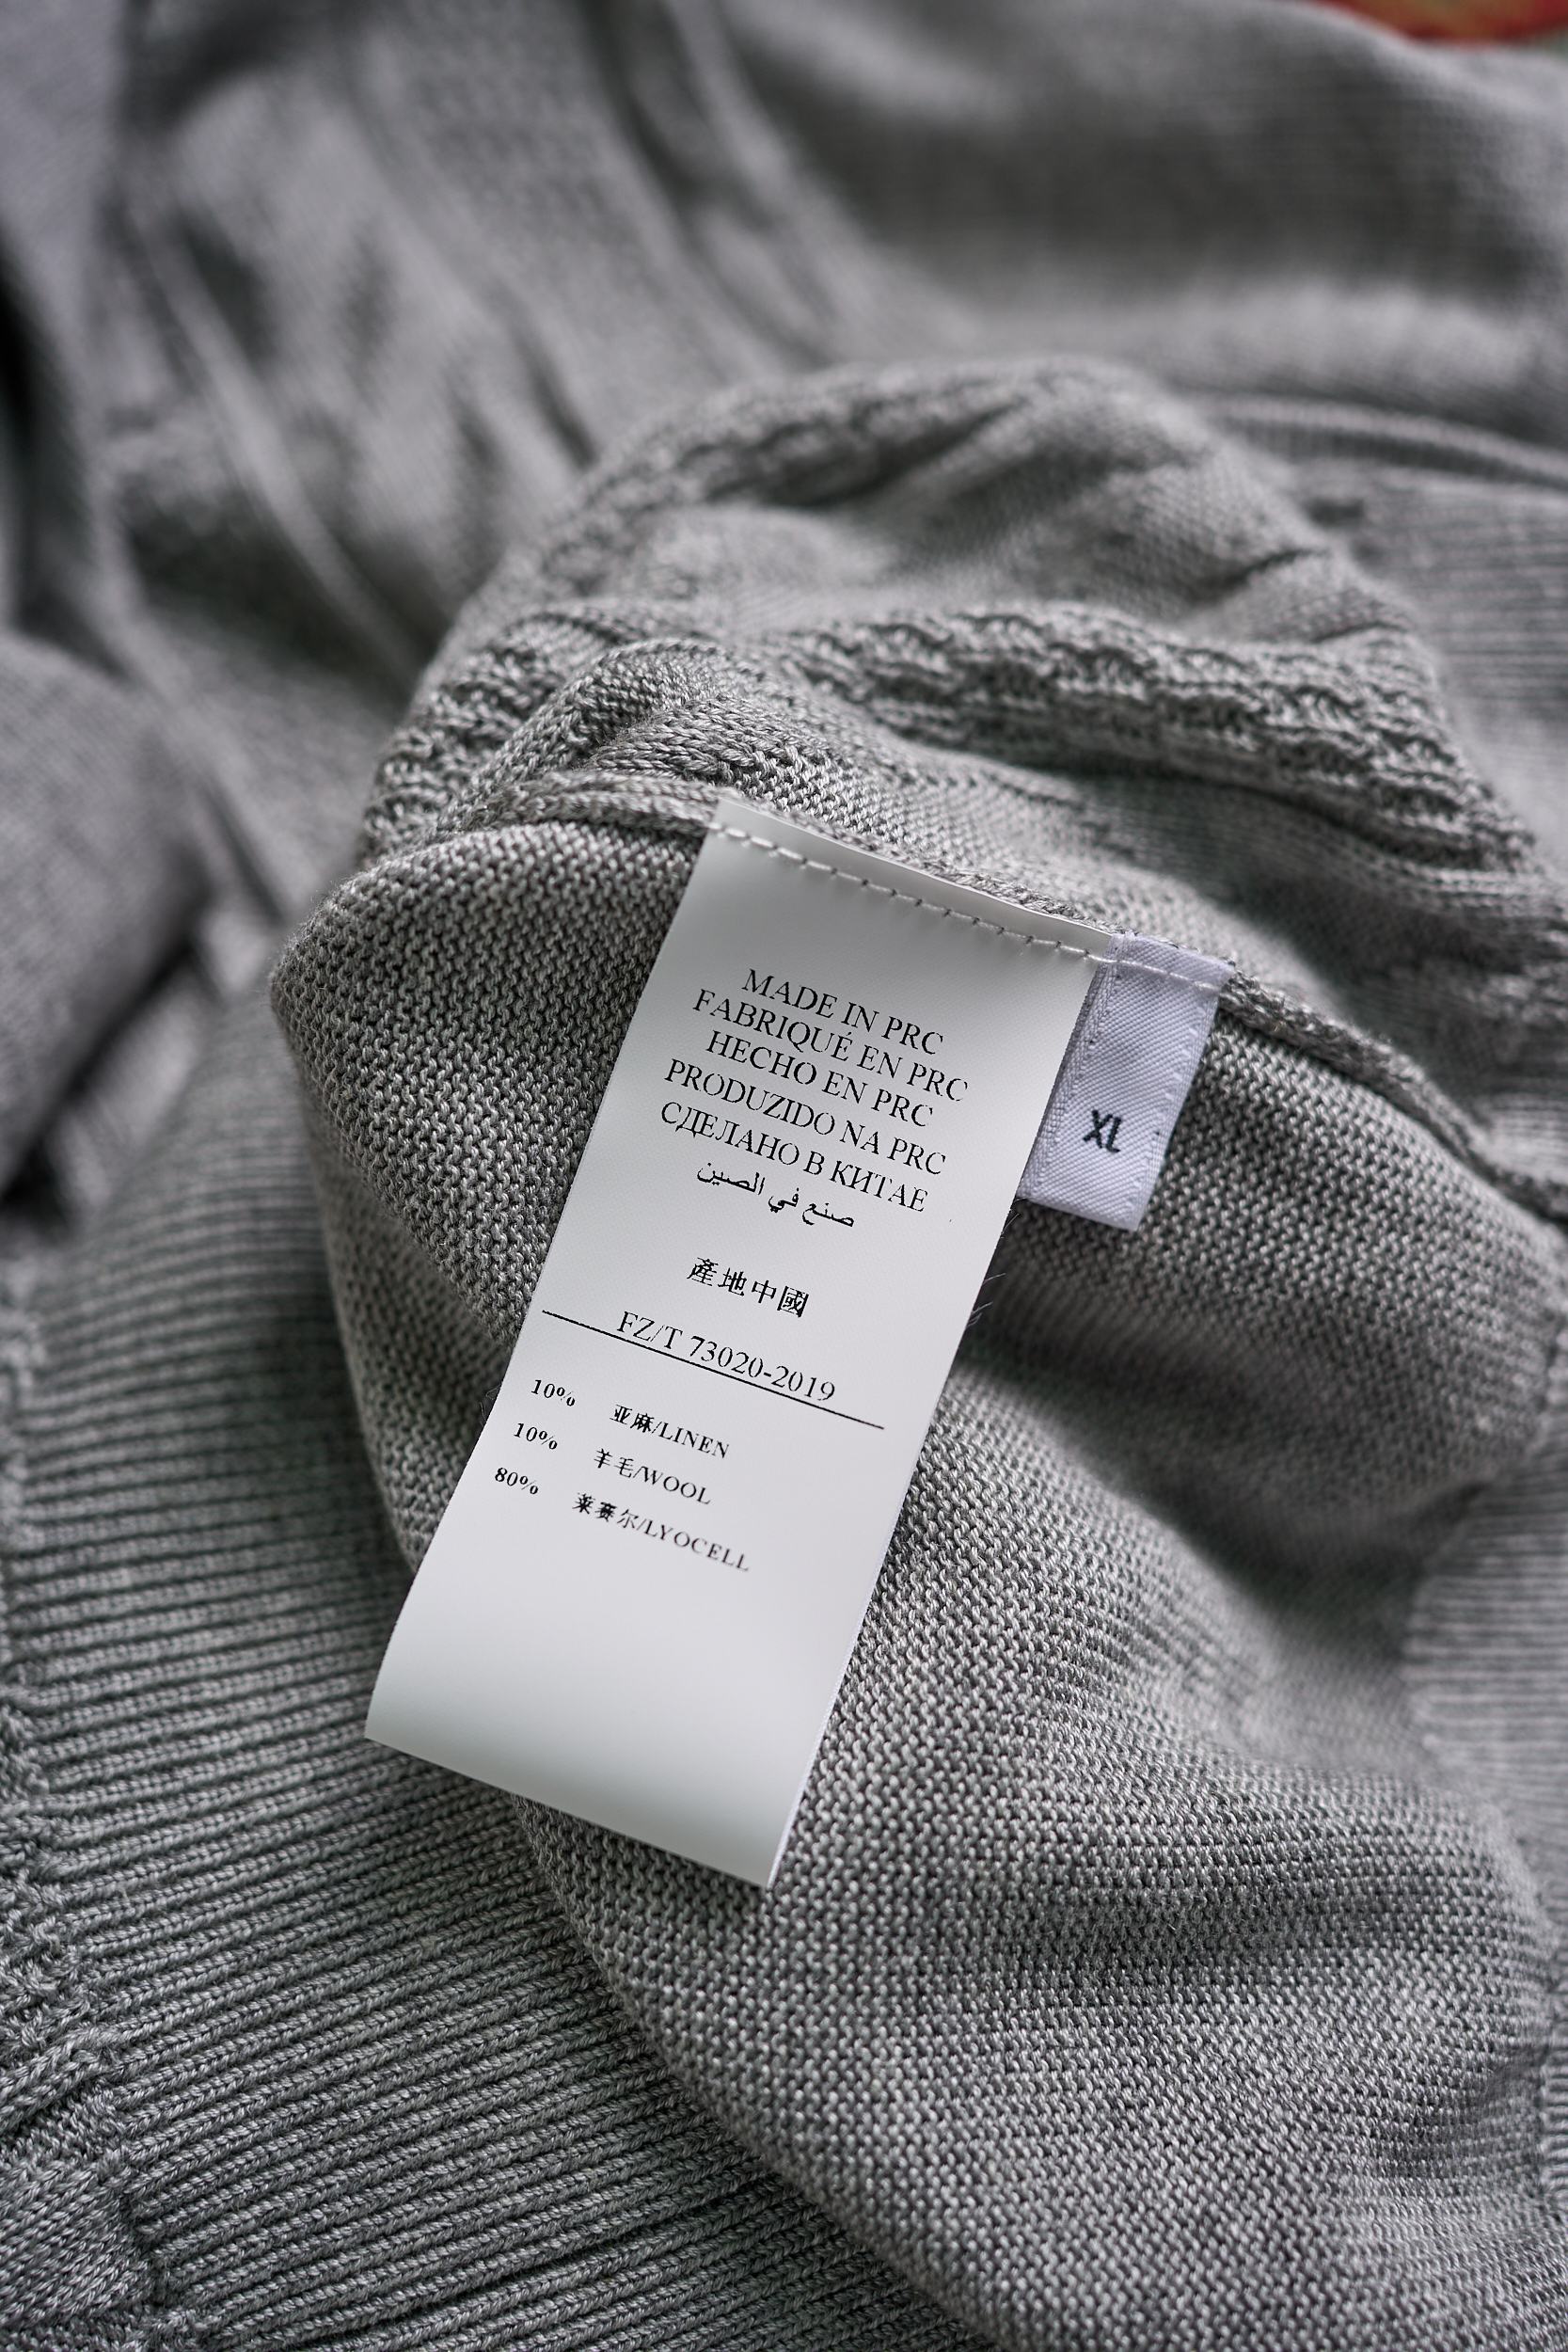 MADE IN PRC
FABRIQUÉ EN PRC
HECHO EN PRC
PRODUZIDO NA PRC
СДЕЛАНО В КИТАЕ
صنع في الصين
產地中國
FZ/T 73020-2019
10% 亚麻/LINEN
10% 羊毛/WOOL
80% 莱赛尔/LYOCELL
XL